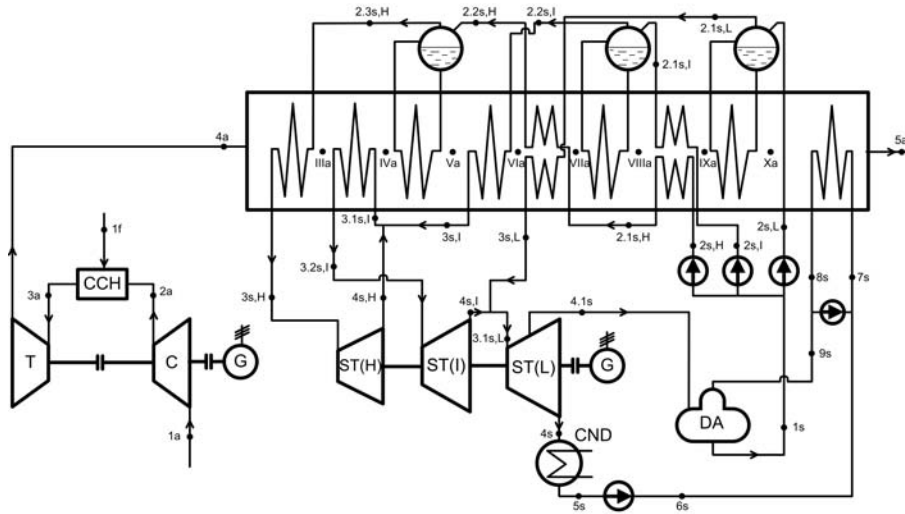 2.3s,H
2.2s,H
2.2s,I
2.1s,L
2.1s,I
4a
IIIa
IVa
Va
VIa
VIIa
VIIIa
IXa
Xa
5a
3.1s,I
3s,I
3s,L
2.1s,H
2s,L
1f
2s,H
2s,I
3.2s,I
8s
7s
3a
CCH
2a
3s,H
4s,H
4s,I
4.1s
3.1s,L
T
C
G
ST(H)
ST(I)
ST(L)
G
9s
DA
1a
4s
CND
1s
5s
6s